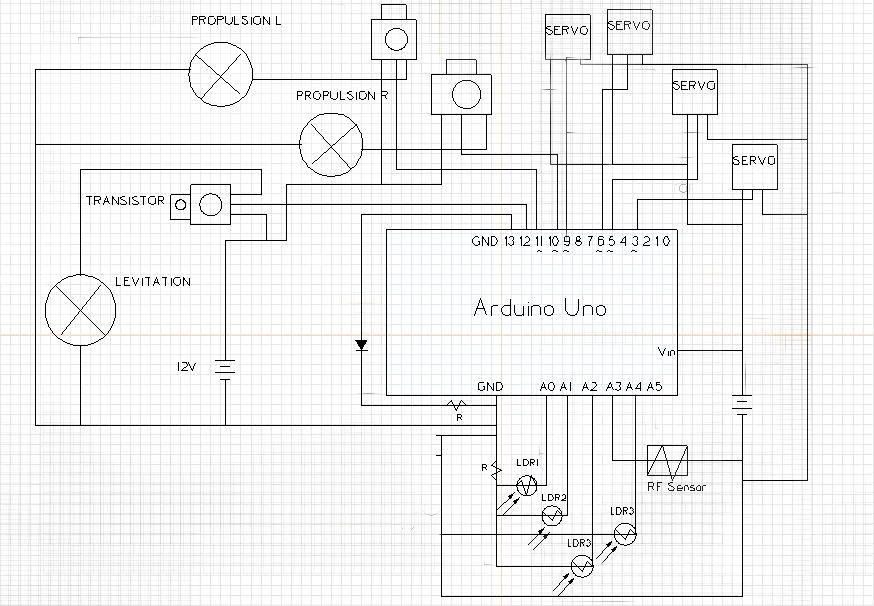 PROPULSION L
SERVO
SERVO
SERVO
PROPULSION R
SERVO
TRANSISTOR
GND 13 12 11 10 9 8 7 6 5 4 3 2 1 0
~ ~ ~ ~ ~ ~
LEVITATION
Arduino Uno
Vin
12V
GND A0 A1 A2 A3 A4 A5
R
R
LDR1
LDR2
RF Sensor
LDR3
LDR3